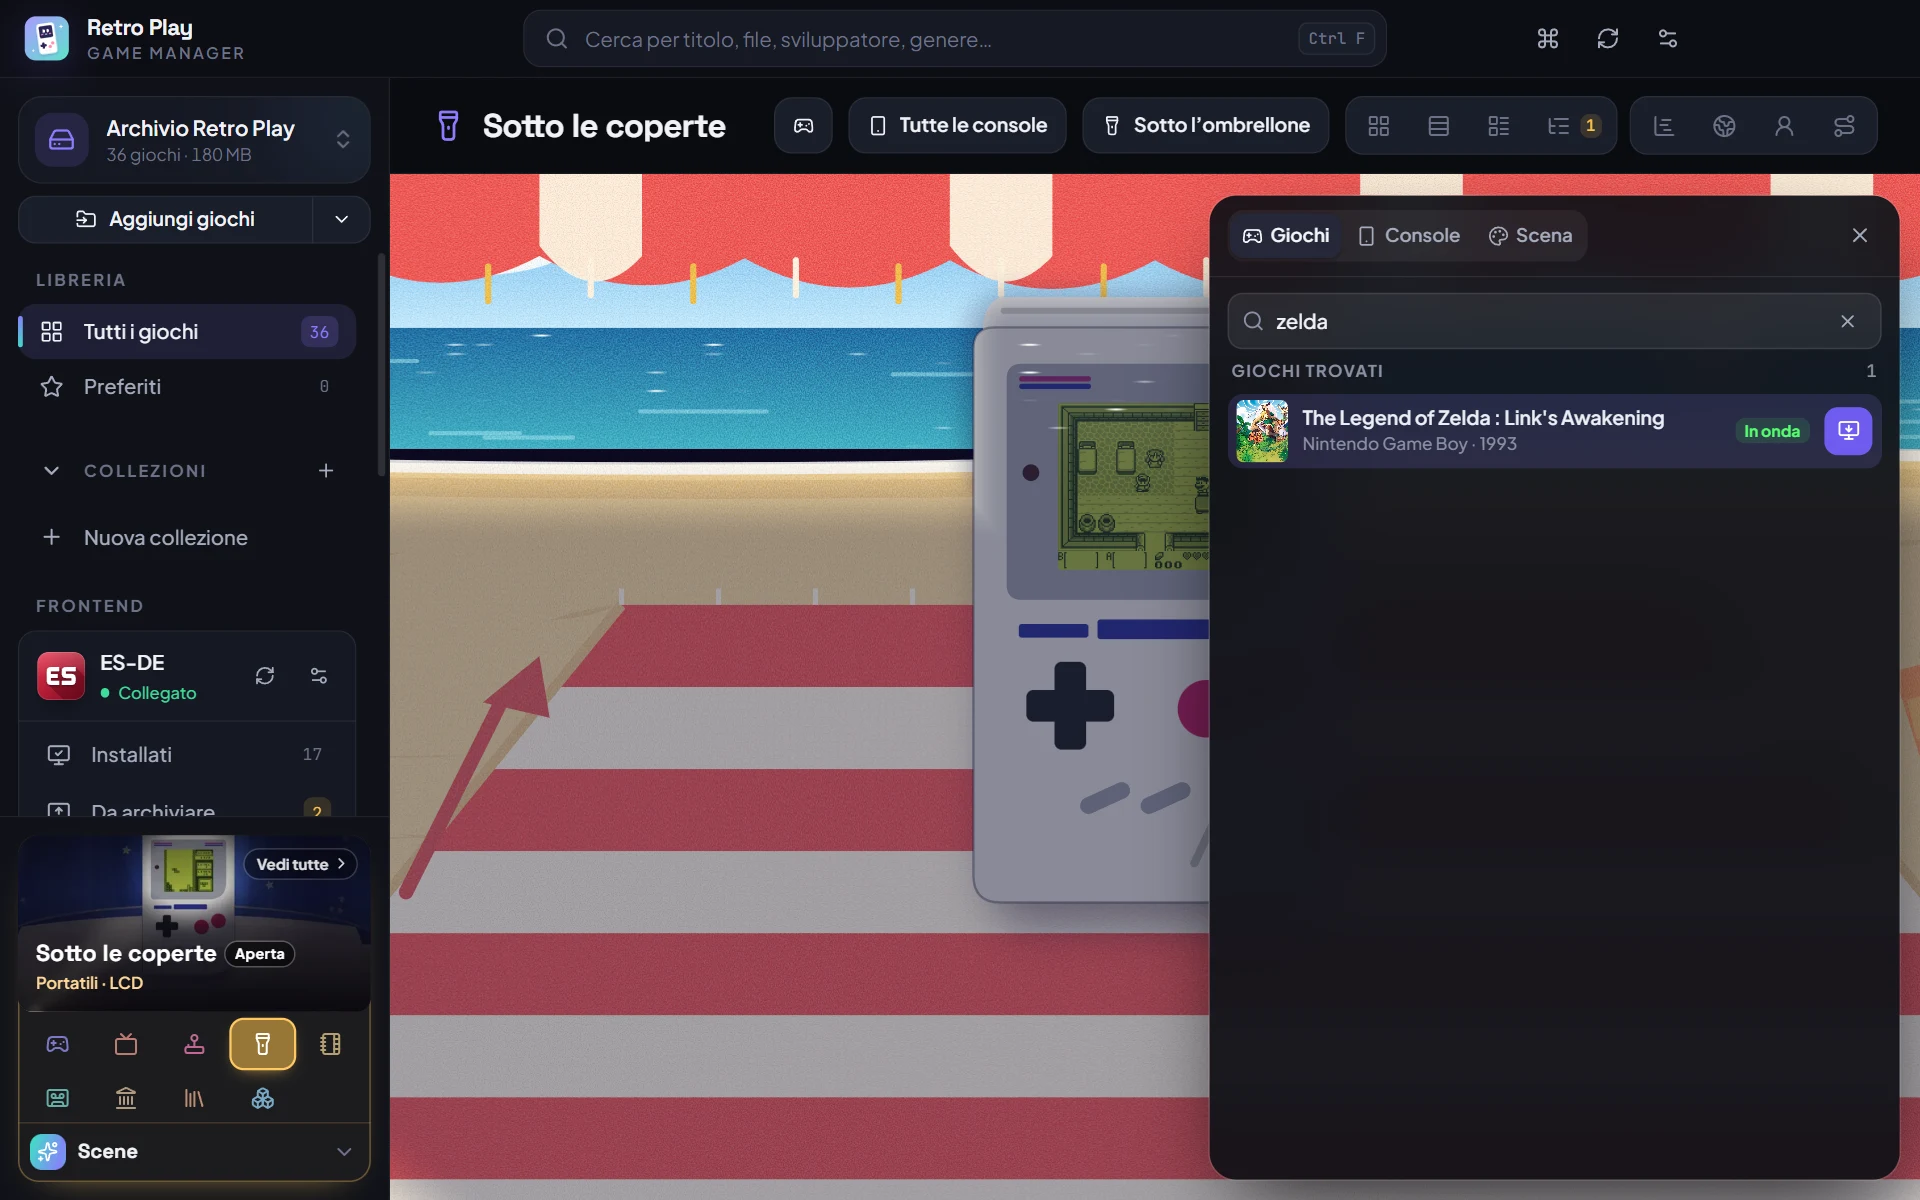 Retro Play
GAME MANAGER
Cerca per titolo, file, sviluppatore, genere...
Ctrl F
Archivio Retro Play
36 giochi · 180 MB
Aggiungi giochi
LIBRERIA
Tutti i giochi
36
Preferiti
0
COLLEZIONI
Nuova collezione
FRONTEND
ES
ES-DE
Collegato
Installati
17
Da archiviare
2
Vedi tutte
Sotto le coperte
Aperta
Portatili · LCD
Scene
Sotto le coperte
Tutte le console
Sotto l’ombrellone
1
B[ ] A[ ]
000
Giochi
Console
Scena
zelda
GIOCHI TROVATI
1
The Legend of Zelda : Link's Awakening
Nintendo Game Boy · 1993
In onda